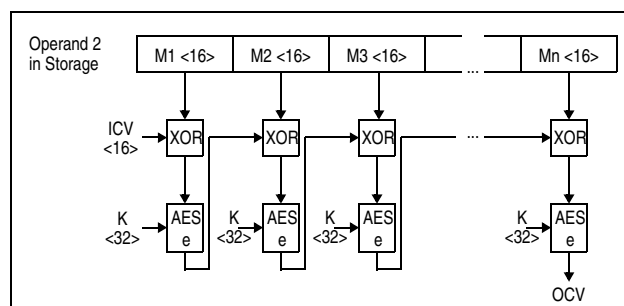 Operand 2
in Storage
M1 <16> M2 <16> M3 <16> ... Mn <16>
ICV
<16>
XOR XOR XOR ... XOR
K
<32>
AES
e
K
<32>
AES
e
K
<32>
AES
e
K
<32>
AES
e
OCV